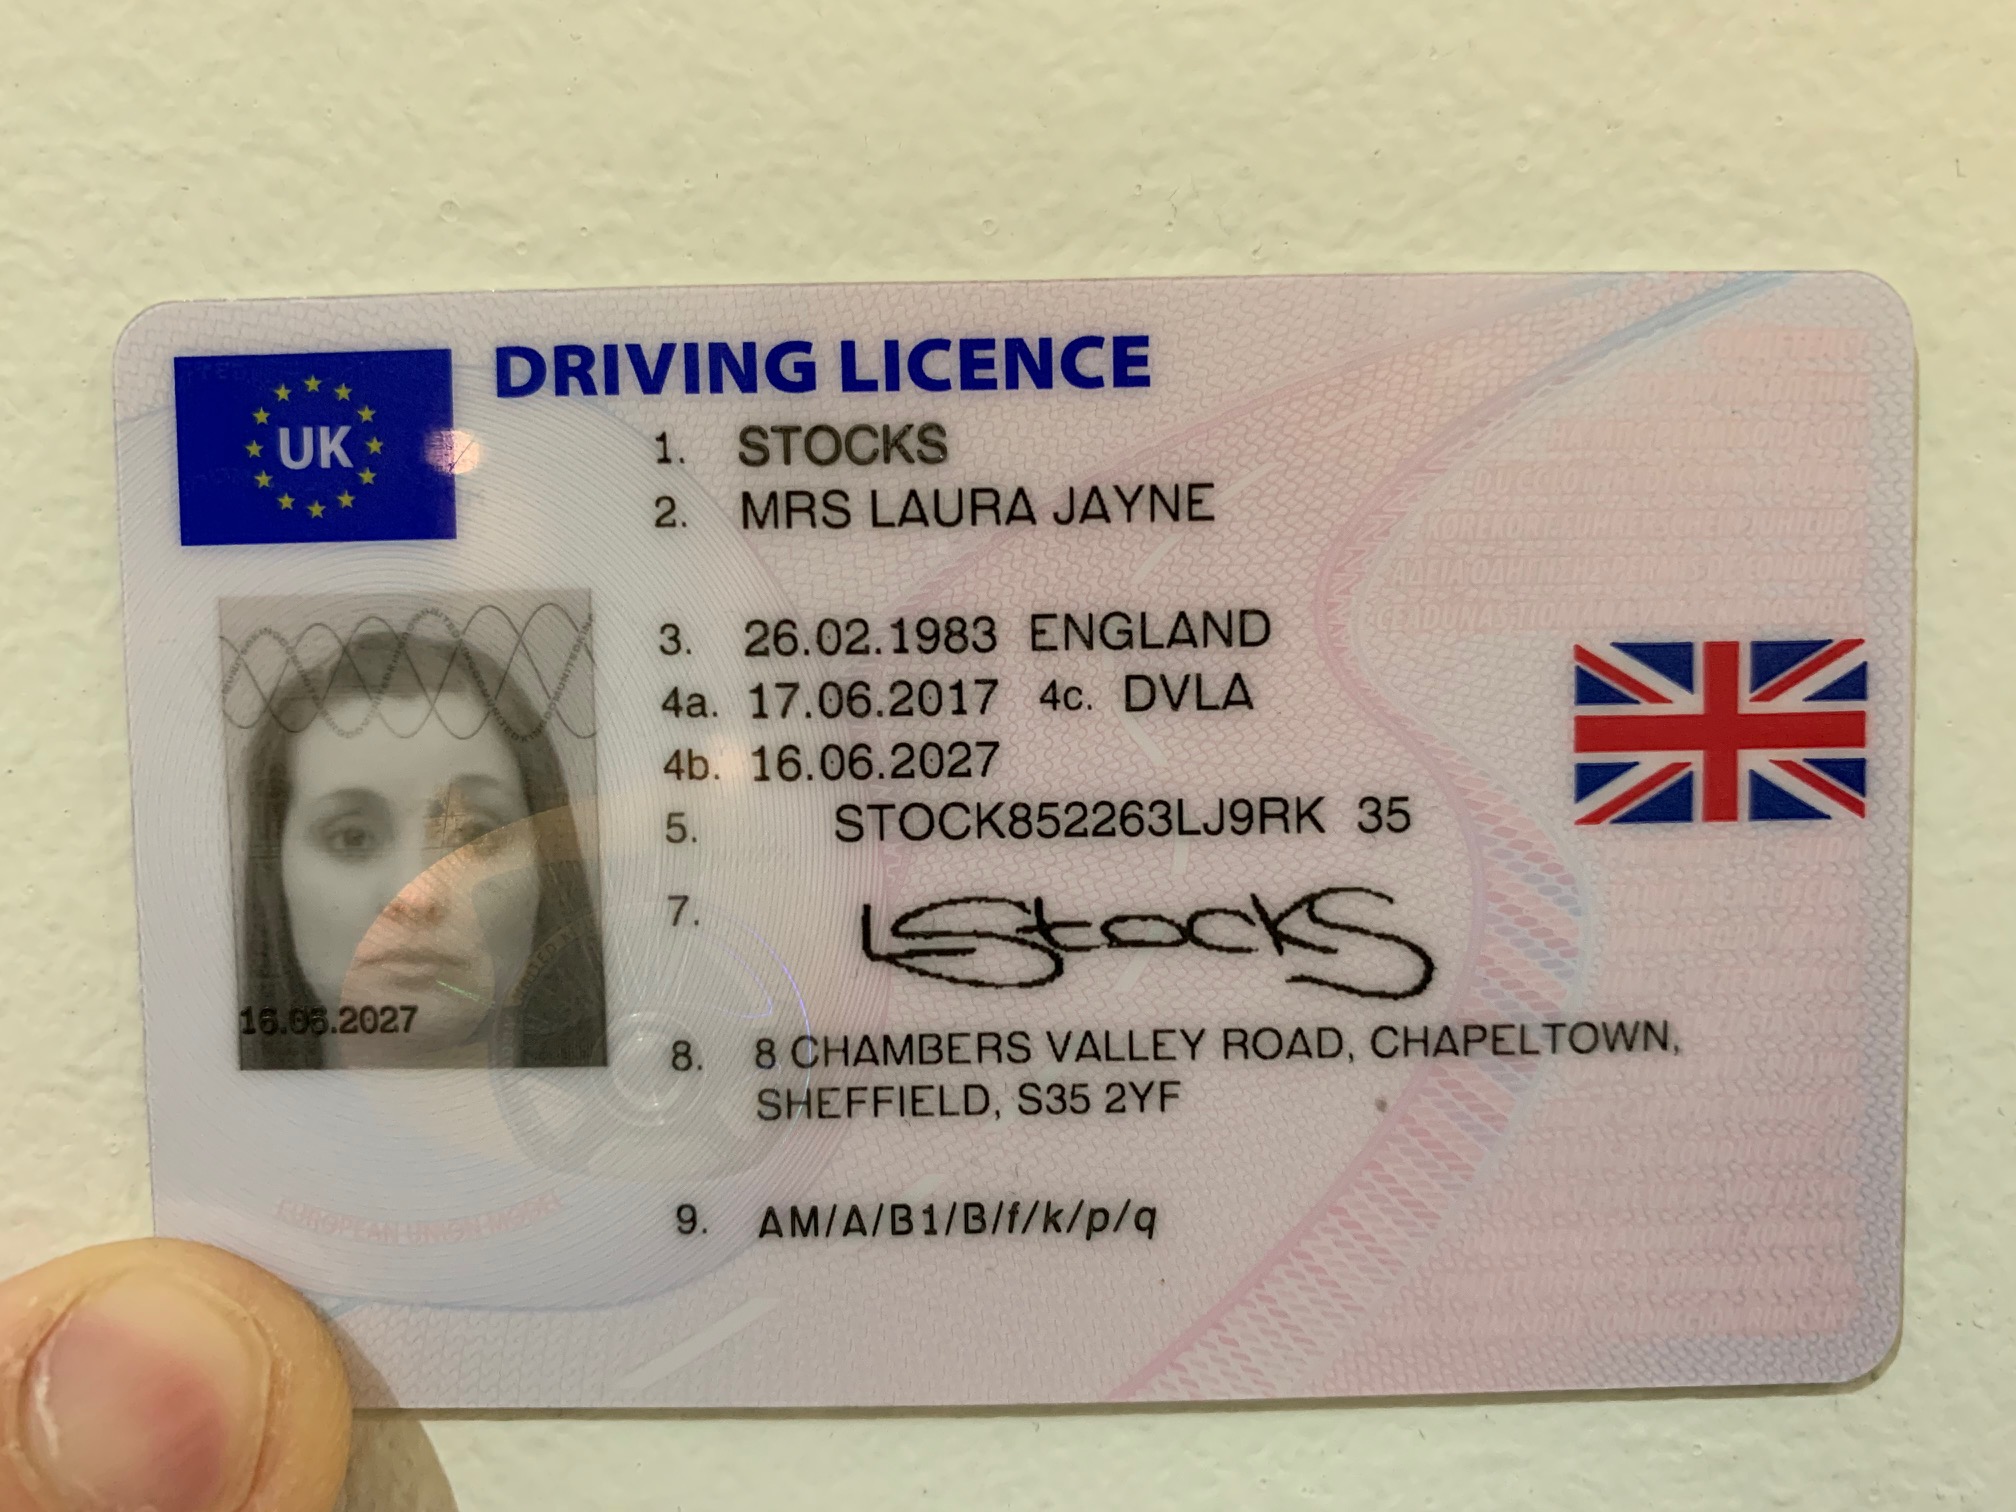 UK
DRIVING LICENCE
1. STOCKS
2. MRS LAURA JAYNE
3. 26.02.1983 ENGLAND
4a. 17.06.2017 4c. DVLA
4b. 16.06.2027
5. STOCK852263LJ9RK 35
7. LStocks
16.06.2027
8. 8 CHAMBERS VALLEY ROAD, CHAPELTOWN,
SHEFFIELD, S35 2YF
9. AM/A/B1/B/f/k/p/q